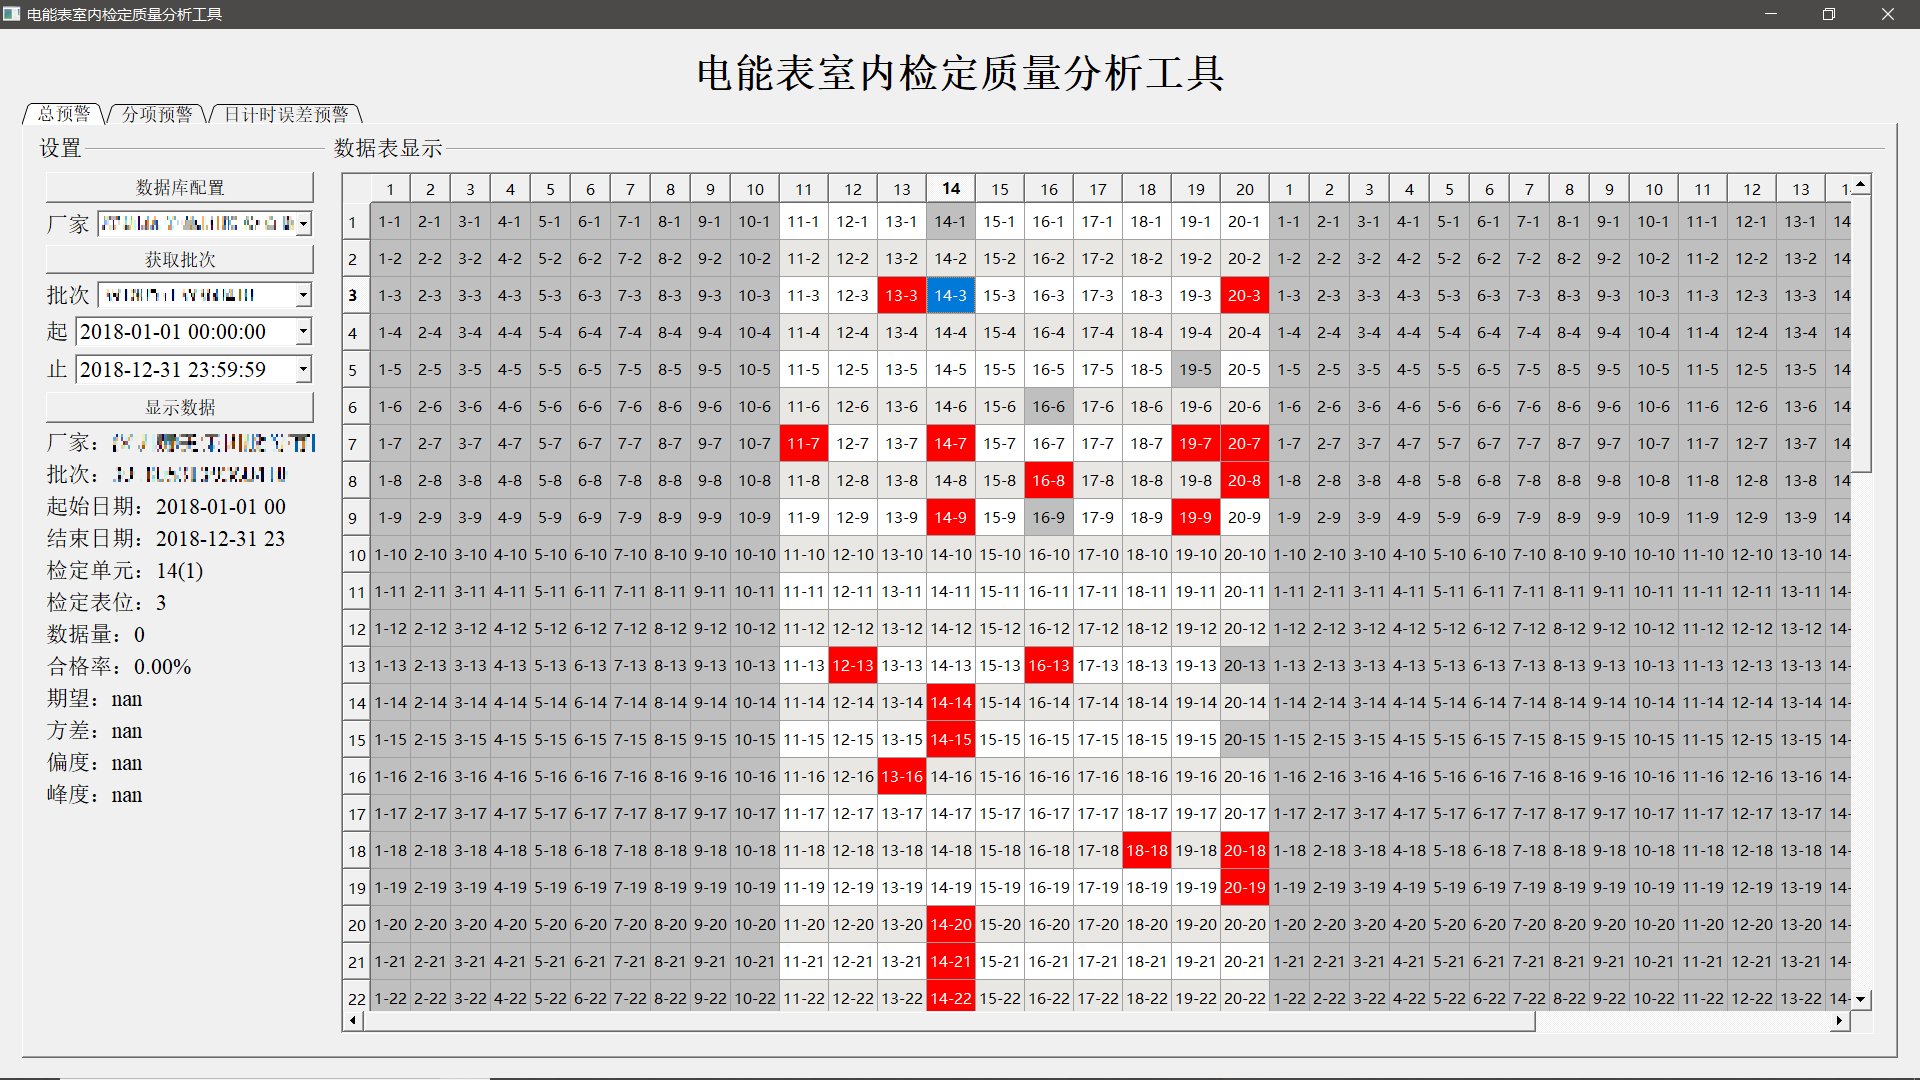 电能表室内检定质量分析工具
电能表室内检定质量分析工具
总预警 分项预警 日计时误差预警
设置
数据库配置
厂家
获取批次
批次
起 2018-01-01 00:00:00
止 2018-12-31 23:59:59
显示数据
厂家：
批次：
起始日期：2018-01-01 00
结束日期：2018-12-31 23
检定单元：14(1)
检定表位：3
数据量：0
合格率：0.00%
期望：nan
方差：nan
偏度：nan
峰度：nan
数据表显示
1 2 3 4 5 6 7 8 9 10 11 12 13 14 15 16 17 18 19 20 1 2 3 4 5 6 7 8 9 10 11 12 13
1 1-1 2-1 3-1 4-1 5-1 6-1 7-1 8-1 9-1 10-1 11-1 12-1 13-1 14-1 15-1 16-1 17-1 18-1 19-1 20-1 1-1 2-1 3-1 4-1 5-1 6-1 7-1 8-1 9-1 10-1 11-1 12-1 13-1 14
2 1-2 2-2 3-2 4-2 5-2 6-2 7-2 8-2 9-2 10-2 11-2 12-2 13-2 14-2 15-2 16-2 17-2 18-2 19-2 20-2 1-2 2-2 3-2 4-2 5-2 6-2 7-2 8-2 9-2 10-2 11-2 12-2 13-2 14
3 1-3 2-3 3-3 4-3 5-3 6-3 7-3 8-3 9-3 10-3 11-3 12-3 13-3 14-3 15-3 16-3 17-3 18-3 19-3 20-3 1-3 2-3 3-3 4-3 5-3 6-3 7-3 8-3 9-3 10-3 11-3 12-3 13-3 14
4 1-4 2-4 3-4 4-4 5-4 6-4 7-4 8-4 9-4 10-4 11-4 12-4 13-4 14-4 15-4 16-4 17-4 18-4 19-4 20-4 1-4 2-4 3-4 4-4 5-4 6-4 7-4 8-4 9-4 10-4 11-4 12-4 13-4 14
5 1-5 2-5 3-5 4-5 5-5 6-5 7-5 8-5 9-5 10-5 11-5 12-5 13-5 14-5 15-5 16-5 17-5 18-5 19-5 20-5 1-5 2-5 3-5 4-5 5-5 6-5 7-5 8-5 9-5 10-5 11-5 12-5 13-5 14
6 1-6 2-6 3-6 4-6 5-6 6-6 7-6 8-6 9-6 10-6 11-6 12-6 13-6 14-6 15-6 16-6 17-6 18-6 19-6 20-6 1-6 2-6 3-6 4-6 5-6 6-6 7-6 8-6 9-6 10-6 11-6 12-6 13-6 14
7 1-7 2-7 3-7 4-7 5-7 6-7 7-7 8-7 9-7 10-7 11-7 12-7 13-7 14-7 15-7 16-7 17-7 18-7 19-7 20-7 1-7 2-7 3-7 4-7 5-7 6-7 7-7 8-7 9-7 10-7 11-7 12-7 13-7 14
8 1-8 2-8 3-8 4-8 5-8 6-8 7-8 8-8 9-8 10-8 11-8 12-8 13-8 14-8 15-8 16-8 17-8 18-8 19-8 20-8 1-8 2-8 3-8 4-8 5-8 6-8 7-8 8-8 9-8 10-8 11-8 12-8 13-8 14
9 1-9 2-9 3-9 4-9 5-9 6-9 7-9 8-9 9-9 10-9 11-9 12-9 13-9 14-9 15-9 16-9 17-9 18-9 19-9 20-9 1-9 2-9 3-9 4-9 5-9 6-9 7-9 8-9 9-9 10-9 11-9 12-9 13-9 14
10 1-10 2-10 3-10 4-10 5-10 6-10 7-10 8-10 9-10 10-10 11-10 12-10 13-10 14-10 15-10 16-10 17-10 18-10 19-10 20-10 1-10 2-10 3-10 4-10 5-10 6-10 7-10 8-10 9-10 10-10 11-10 12-10 13-10 14-
11 1-11 2-11 3-11 4-11 5-11 6-11 7-11 8-11 9-11 10-11 11-11 12-11 13-11 14-11 15-11 16-11 17-11 18-11 19-11 20-11 1-11 2-11 3-11 4-11 5-11 6-11 7-11 8-11 9-11 10-11 11-11 12-11 13-11 14-
12 1-12 2-12 3-12 4-12 5-12 6-12 7-12 8-12 9-12 10-12 11-12 12-12 13-12 14-12 15-12 16-12 17-12 18-12 19-12 20-12 1-12 2-12 3-12 4-12 5-12 6-12 7-12 8-12 9-12 10-12 11-12 12-12 13-12 14-
13 1-13 2-13 3-13 4-13 5-13 6-13 7-13 8-13 9-13 10-13 11-13 12-13 13-13 14-13 15-13 16-13 17-13 18-13 19-13 20-13 1-13 2-13 3-13 4-13 5-13 6-13 7-13 8-13 9-13 10-13 11-13 12-13 13-13 14-
14 1-14 2-14 3-14 4-14 5-14 6-14 7-14 8-14 9-14 10-14 11-14 12-14 13-14 14-14 15-14 16-14 17-14 18-14 19-14 20-14 1-14 2-14 3-14 4-14 5-14 6-14 7-14 8-14 9-14 10-14 11-14 12-14 13-14 14-
15 1-15 2-15 3-15 4-15 5-15 6-15 7-15 8-15 9-15 10-15 11-15 12-15 13-15 14-15 15-15 16-15 17-15 18-15 19-15 20-15 1-15 2-15 3-15 4-15 5-15 6-15 7-15 8-15 9-15 10-15 11-15 12-15 13-15 14-
16 1-16 2-16 3-16 4-16 5-16 6-16 7-16 8-16 9-16 10-16 11-16 12-16 13-16 14-16 15-16 16-16 17-16 18-16 19-16 20-16 1-16 2-16 3-16 4-16 5-16 6-16 7-16 8-16 9-16 10-16 11-16 12-16 13-16 14-
17 1-17 2-17 3-17 4-17 5-17 6-17 7-17 8-17 9-17 10-17 11-17 12-17 13-17 14-17 15-17 16-17 17-17 18-17 19-17 20-17 1-17 2-17 3-17 4-17 5-17 6-17 7-17 8-17 9-17 10-17 11-17 12-17 13-17 14-
18 1-18 2-18 3-18 4-18 5-18 6-18 7-18 8-18 9-18 10-18 11-18 12-18 13-18 14-18 15-18 16-18 17-18 18-18 19-18 20-18 1-18 2-18 3-18 4-18 5-18 6-18 7-18 8-18 9-18 10-18 11-18 12-18 13-18 14-
19 1-19 2-19 3-19 4-19 5-19 6-19 7-19 8-19 9-19 10-19 11-19 12-19 13-19 14-19 15-19 16-19 17-19 18-19 19-19 20-19 1-19 2-19 3-19 4-19 5-19 6-19 7-19 8-19 9-19 10-19 11-19 12-19 13-19 14-
20 1-20 2-20 3-20 4-20 5-20 6-20 7-20 8-20 9-20 10-20 11-20 12-20 13-20 14-20 15-20 16-20 17-20 18-20 19-20 20-20 1-20 2-20 3-20 4-20 5-20 6-20 7-20 8-20 9-20 10-20 11-20 12-20 13-20 14-
21 1-21 2-21 3-21 4-21 5-21 6-21 7-21 8-21 9-21 10-21 11-21 12-21 13-21 14-21 15-21 16-21 17-21 18-21 19-21 20-21 1-21 2-21 3-21 4-21 5-21 6-21 7-21 8-21 9-21 10-21 11-21 12-21 13-21 14-
22 1-22 2-22 3-22 4-22 5-22 6-22 7-22 8-22 9-22 10-22 11-22 12-22 13-22 14-22 15-22 16-22 17-22 18-22 19-22 20-22 1-22 2-22 3-22 4-22 5-22 6-22 7-22 8-22 9-22 10-22 11-22 12-22 13-22 14-